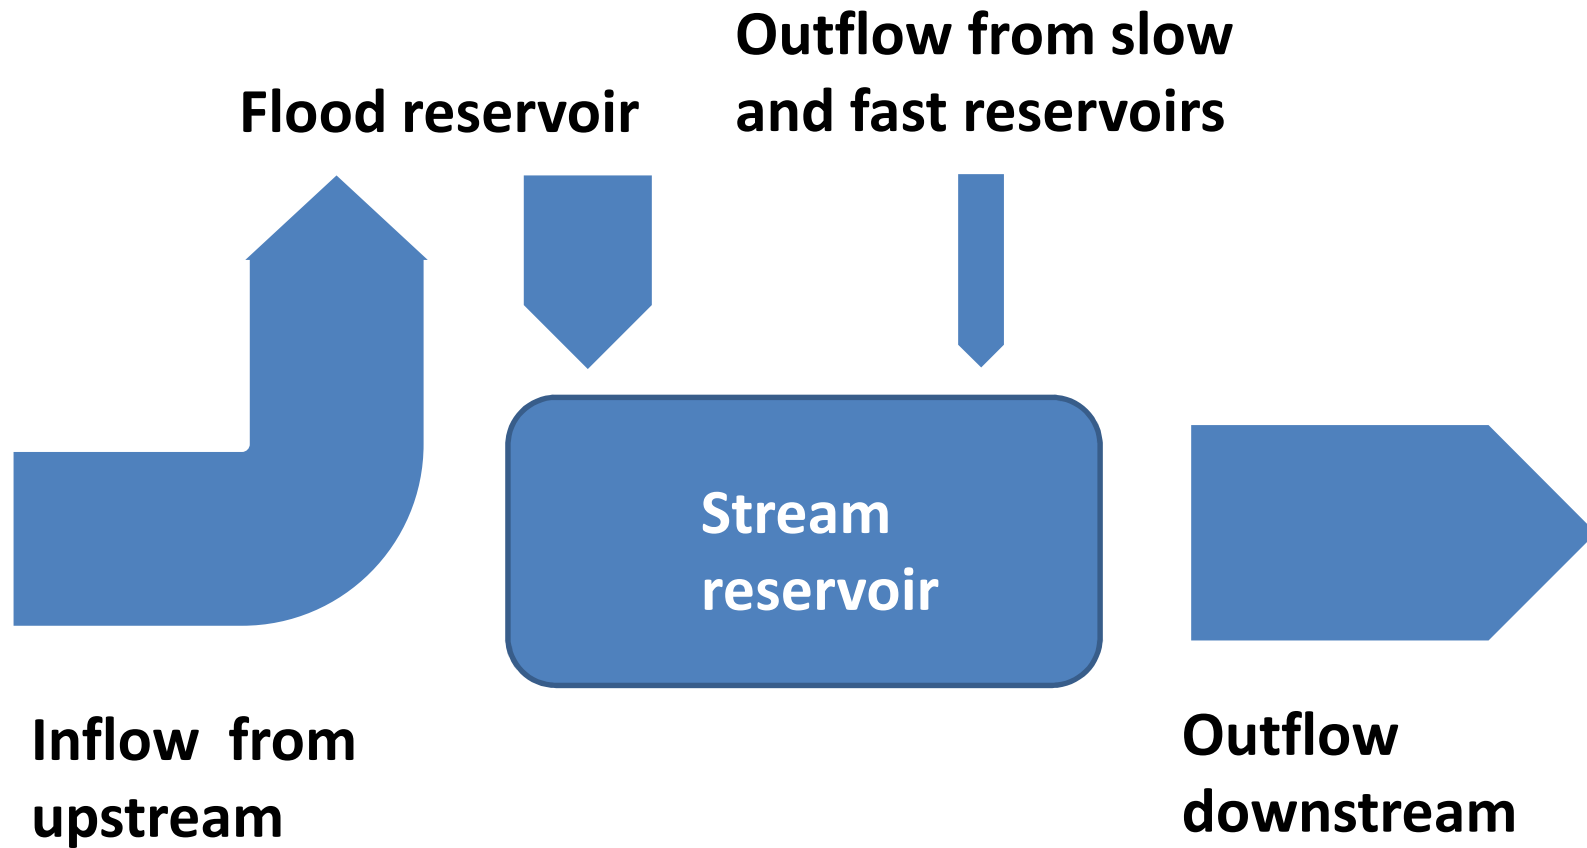 Outflow from slow
and fast reservoirs
Flood reservoir
Stream
reservoir
Inflow  from
upstream
Outflow
downstream